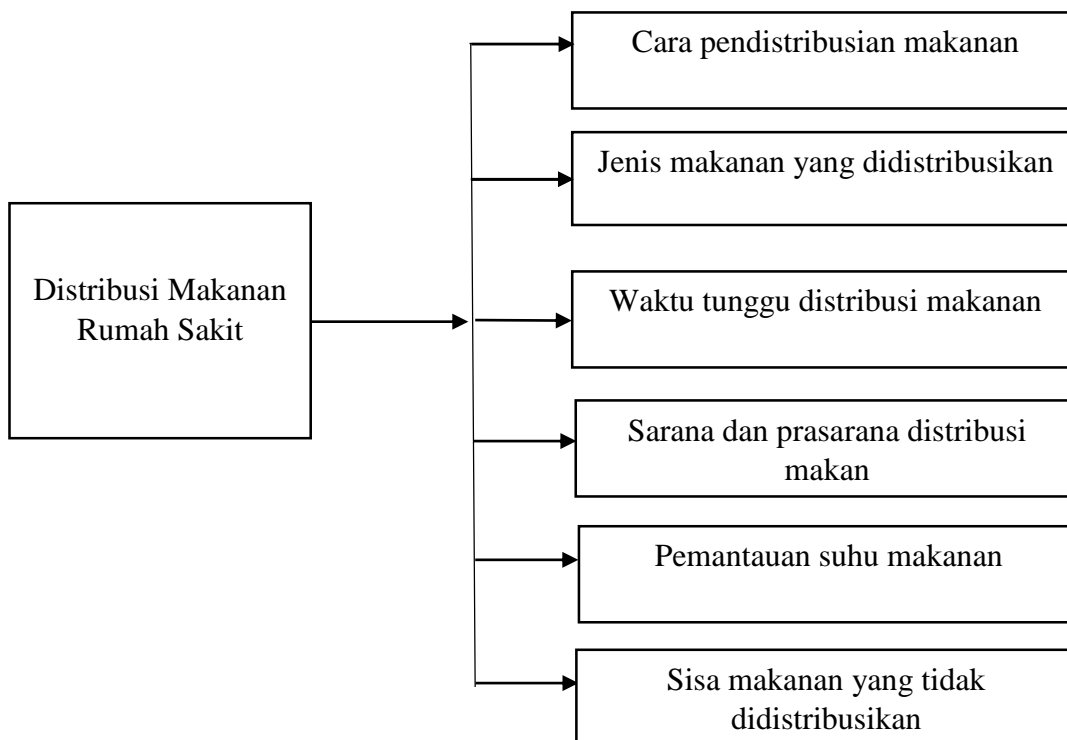 Cara pendistribusian makanan
Jenis makanan yang didistribusikan
Distribusi Makanan
Rumah Sakit
Waktu tunggu distribusi makanan
Sarana dan prasarana distribusi
makan
Pemantauan suhu makanan
Sisa makanan yang tidak
didistribusikan